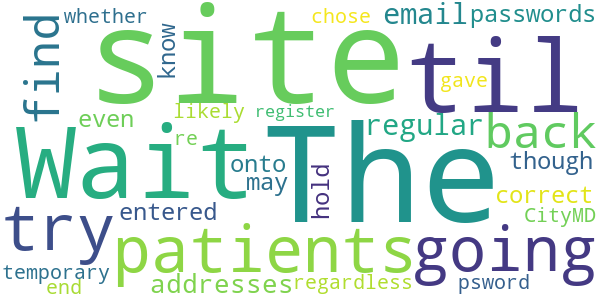 whether
chose
email
passwords
find
know
site
til
gave
likely
register
even
re
regular
back
Wait
The
onto
may
hold
though
try
entered
correct
CityMD
patients
going
temporary
end
addresses
regardless
psword